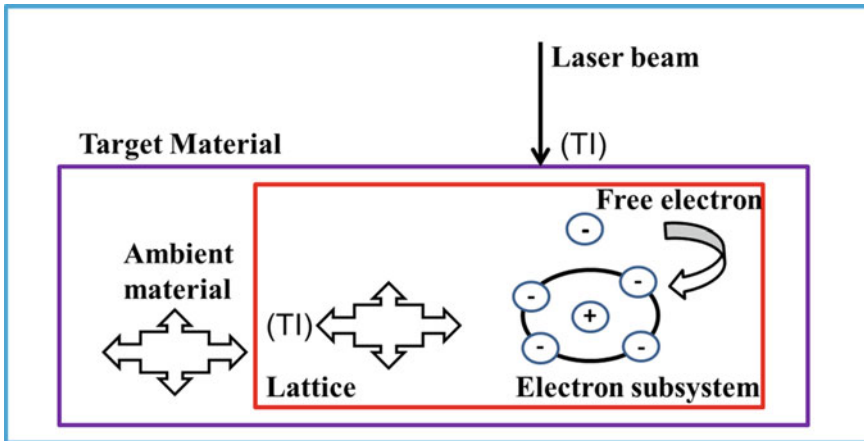 Laser beam
(TI)
Target Material
Free electron
-
Ambient
material
-
-
(TI)
+
-
-
Lattice
Electron subsystem